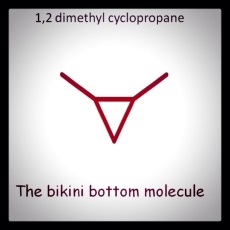 1,2 dimethyl cyclopropane
The bikini bottom molecule